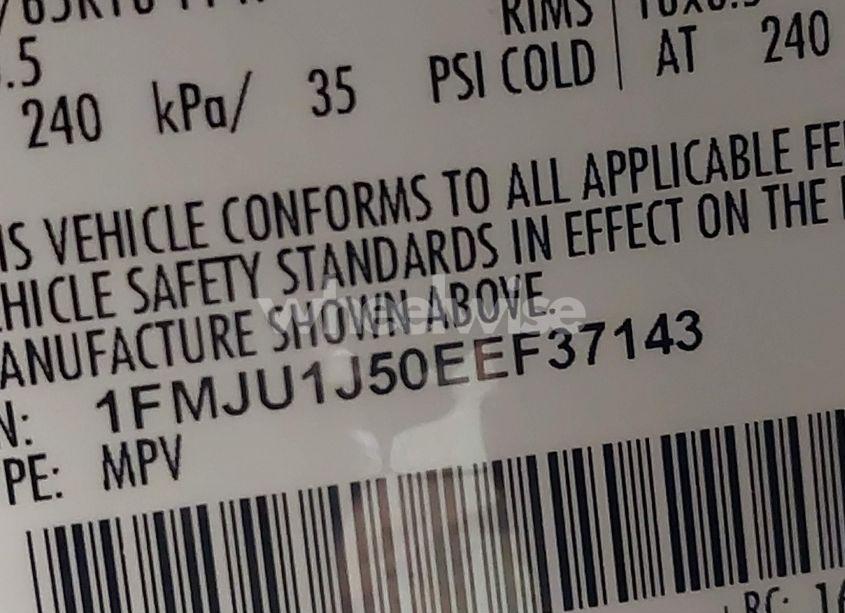 RIMS
.5
240 kPa/ 35 PSI COLD AT 240
IS VEHICLE CONFORMS TO ALL APPLICABLE FE
HICLE SAFETY STANDARDS IN EFFECT ON THE
ANUFACTURE SHOWN ABOVE.
wheelwise
N: 1FMJU1J50EEF37143
PE: MPV